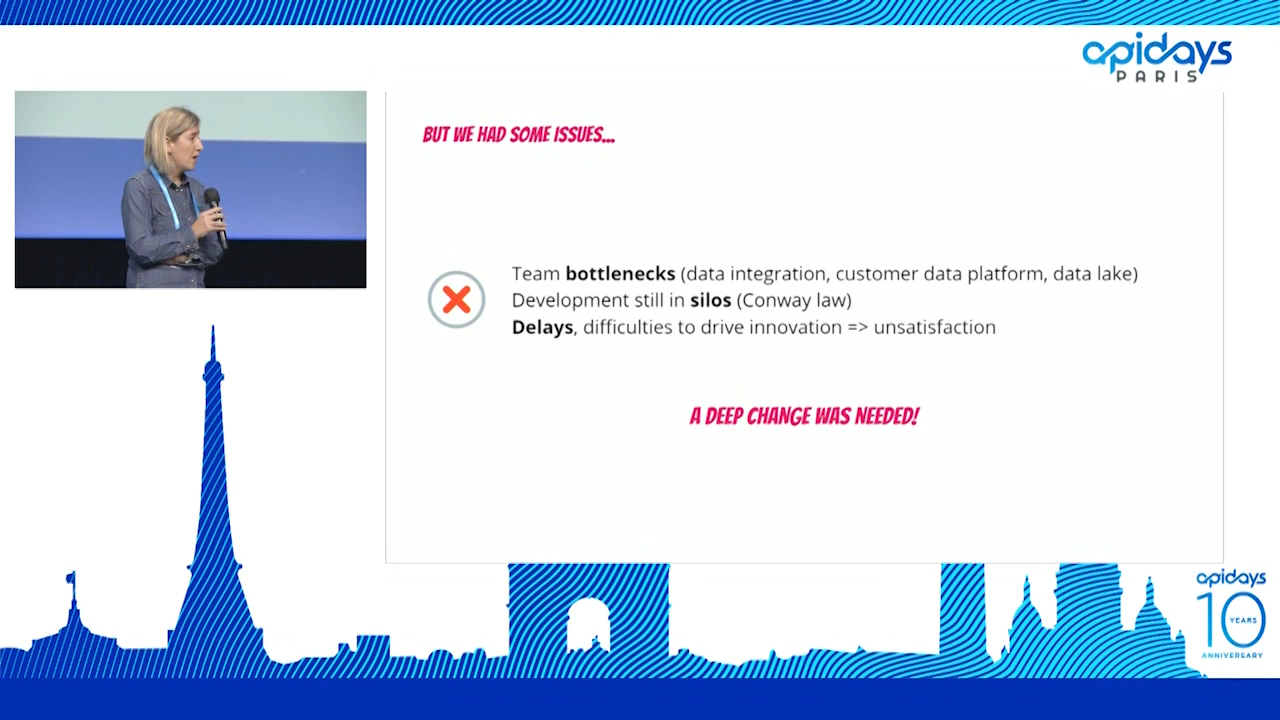 apidays
PARIS
BUT WE HAD SOME ISSUES...
Team bottlenecks (data integration, customer data platform, data lake)
Development still in silos (Conway law)
Delays, difficulties to drive innovation => unsatisfaction
A DEEP CHANGE WAS NEEDED!
apidays
10
YEARS
ANNIVERSARY